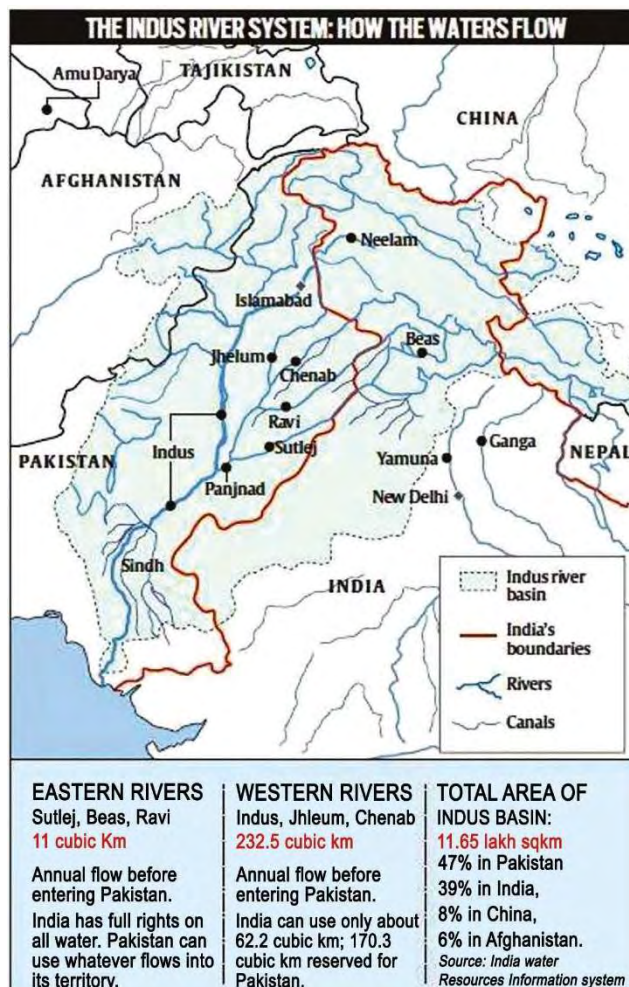 THE INDUS RIVER SYSTEM: HOW THE WATERS FLOW
Amu Darya
TAJIKISTAN
CHINA
AFGHANISTAN
Neelam
Islamabad
Jhelum
Beas
Chenab
Ravi
Indus
Sutlej
Ganga
PAKISTAN
Yamuna
NEPAL
Panjnad
New Delhi
Sindh
INDIA
Indus river
basin
India's
boundaries
Rivers
Canals
EASTERN RIVERS
Sutlej, Beas, Ravi
11 cubic Km
Annual flow before
entering Pakistan.
India has full rights on
all water. Pakistan can
use whatever flows into
its territory.
WESTERN RIVERS
Indus, Jhleum, Chenab
232.5 cubic km
Annual flow before
entering Pakistan.
India can use only about
62.2 cubic km; 170.3
cubic km reserved for
Pakistan.
TOTAL AREA OF
INDUS BASIN:
11.65 lakh sqkm
47% in Pakistan
39% in India,
8% in China,
6% in Afghanistan.
Source: India water
Resources Information system